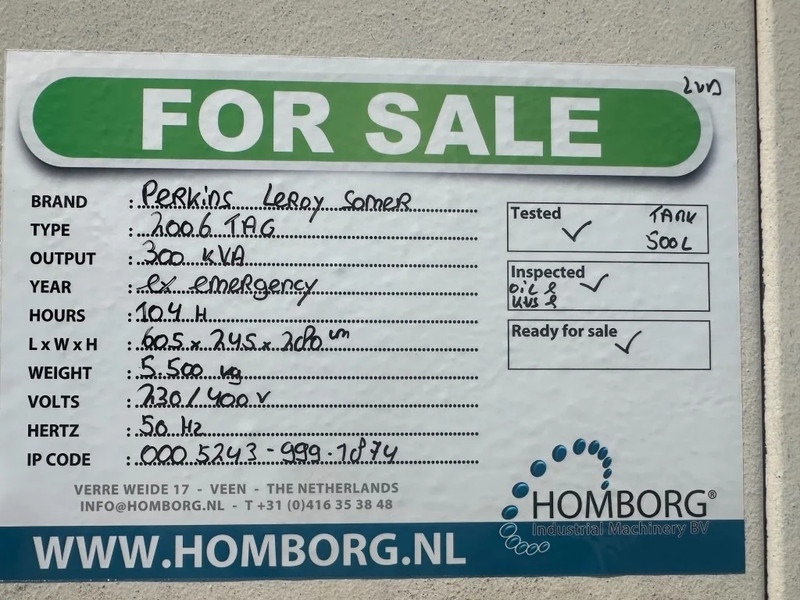 FOR SALE
BRAND : PERKINS LEROY SOMER
TYPE : 2006 TAG
OUTPUT : 300 KVA
YEAR : ex emergency
HOURS : 104 H
L x W x H : 605 x 245 x 280 cm
WEIGHT : 5.500 kg
VOLTS : 230/400 V
HERTZ : 50 Hz
IP CODE : 000 5243-999-1874
Tested ✓ TANK
500L
Inspected ✓
Ready for sale ✓
VERRE WEIDE 17 - VEEN - THE NETHERLANDS
INFO@HOMBORG.NL - T +31 (0)416 35 38 48
HOMBORG®
Industrial Machinery BV
WWW.HOMBORG.NL